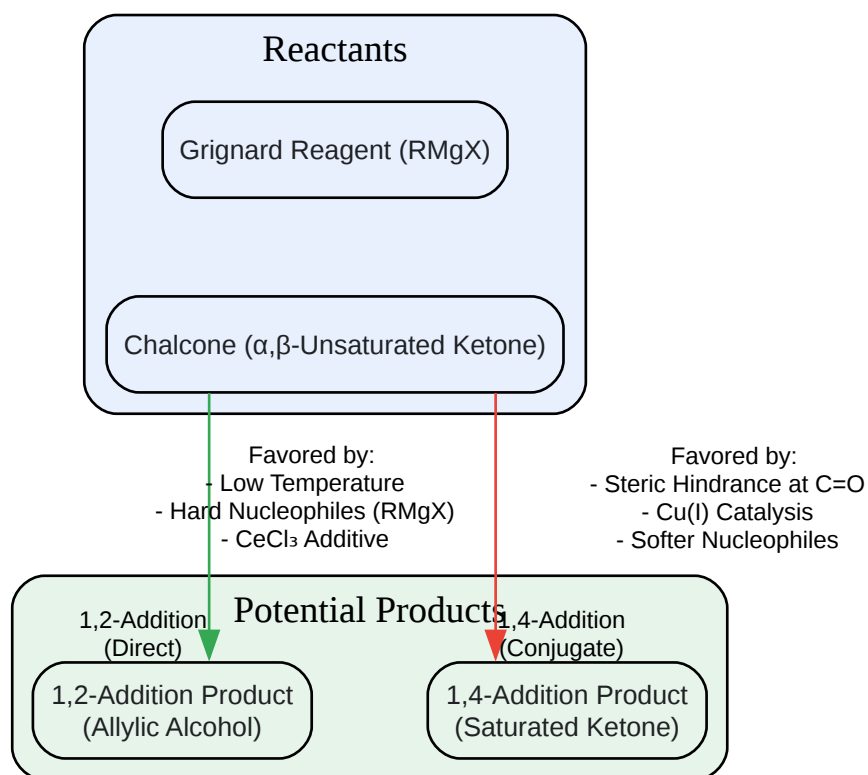 Reactants
Grignard Reagent (RMgX)
Chalcone (α,β-Unsaturated Ketone)
Favored by:
- Low Temperature
- Hard Nucleophiles (RMgX)
- CeCl₃ Additive
Favored by:
- Steric Hindrance at C=O
- Cu(I) Catalysis
- Softer Nucleophiles
Potential Products
1,2-Addition
(Direct)
1,4-Addition
(Conjugate)
1,2-Addition Product
(Allylic Alcohol)
1,4-Addition Product
(Saturated Ketone)